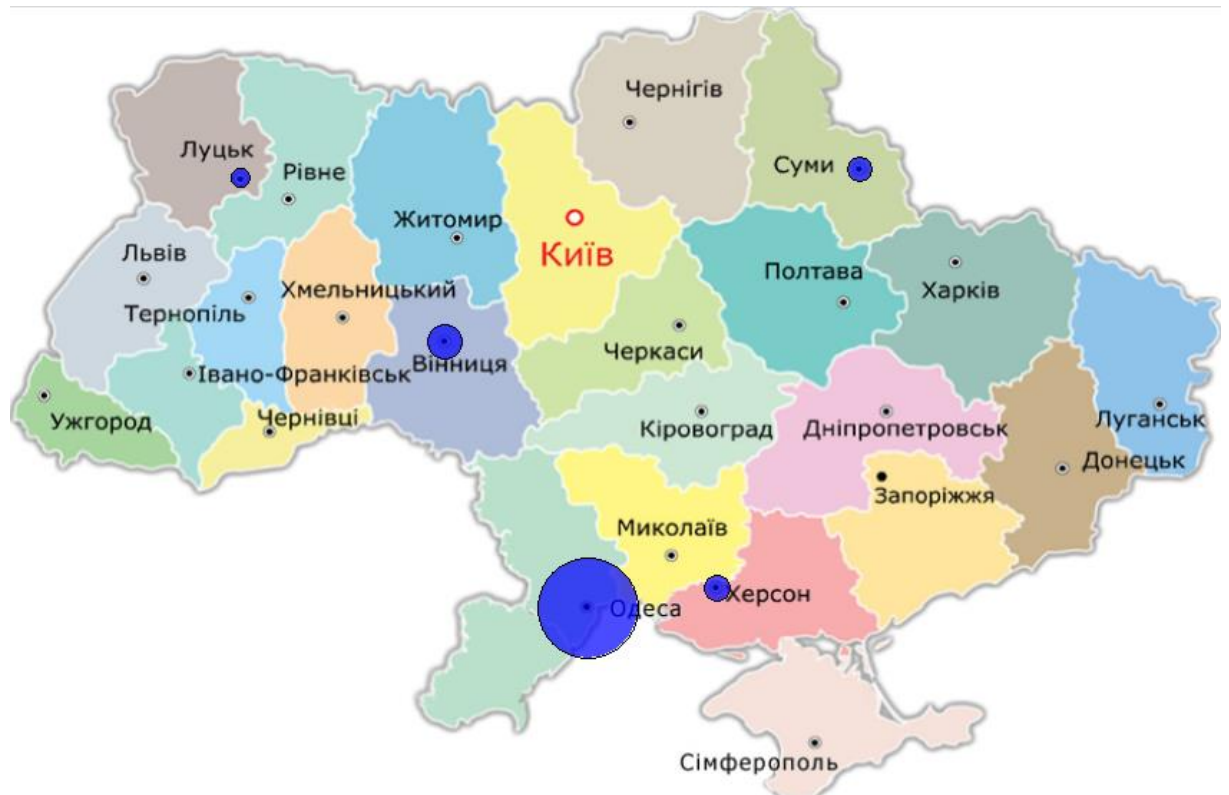 Чернігів
Луцьк
Суми
Рівне
Житомир
Київ
Львів
Полтава
Харків
Хмельницький
Тернопіль
Черкаси
Вінниця
Івано-Франківськ
Ужгород
Чернівці
Кіровоград
Дніпропетровськ
Луганськ
Донецьк
Запоріжжя
Миколаїв
Херсон
Одеса
Сімферополь